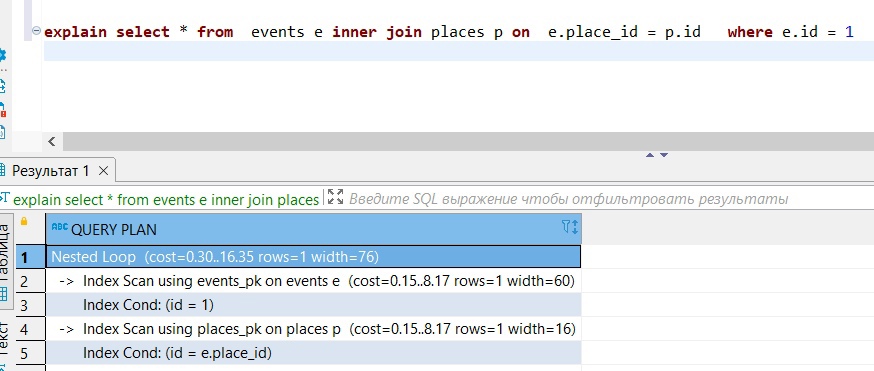 explain select * from  events e inner join places p on  e.place_id = p.id   where e.id = 1
Результат 1
explain select * from events e inner join places
Введите SQL выражение чтобы отфильтровать результаты
ABC QUERY PLAN
1 Nested Loop  (cost=0.30..16.35 rows=1 width=76)
2 ->  Index Scan using events_pk on events e  (cost=0.15..8.17 rows=1 width=60)
3 Index Cond: (id = 1)
4 ->  Index Scan using places_pk on places p  (cost=0.15..8.17 rows=1 width=16)
5 Index Cond: (id = e.place_id)
Таблица
Текст